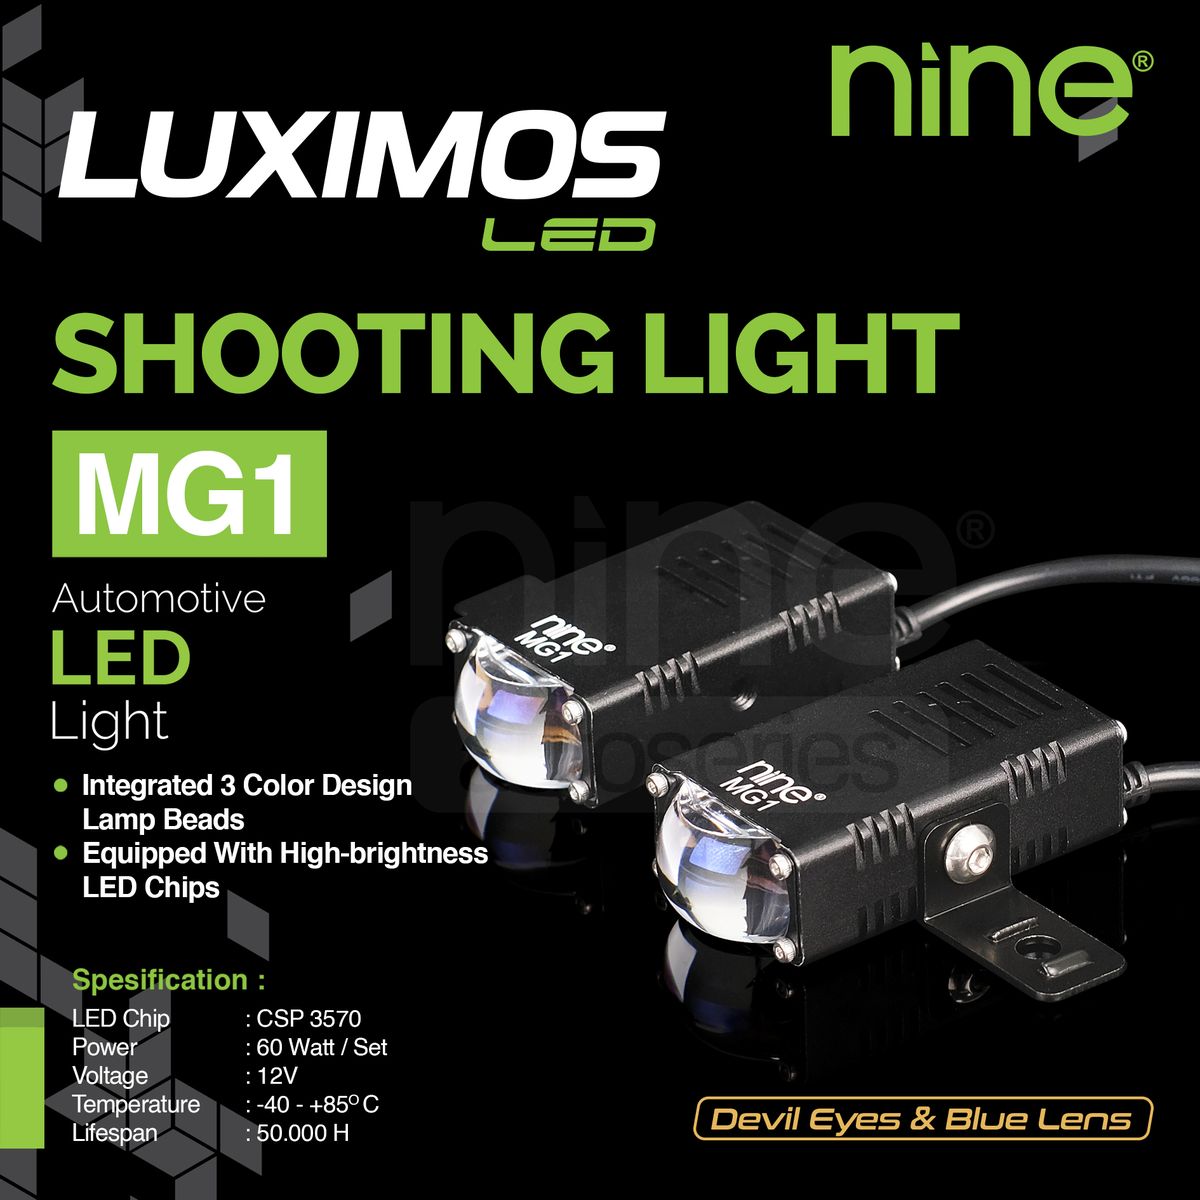 nine®
LUXIMOS
LED
SHOOTING LIGHT
MG1
Automotive
LED
Light
• Integrated 3 Color Design
Lamp Beads
• Equipped With High-brightness
LED Chips
nine®
MG1
nine®
MG1
nine®
Spesification :
LED Chip : CSP 3570
Power : 60 Watt / Set
Voltage : 12V
Temperature : -40 - +85°C
Lifespan : 50.000 H
Devil Eyes & Blue Lens